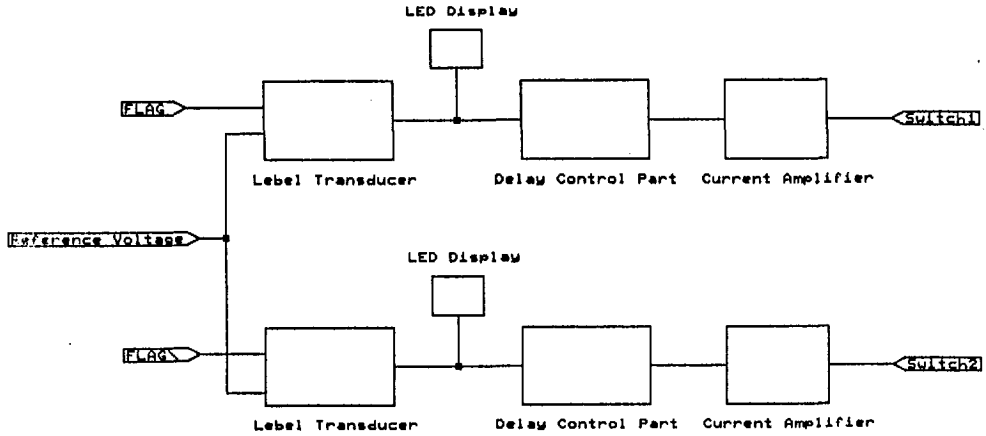 LED Display
FLAG
Switch1
Lebel Transducer
Delay Control Part
Current Amplifier
Reference Voltage
LED Display
FLAG\
Switch2
Lebel Transducer
Delay Control Part
Current Amplifier